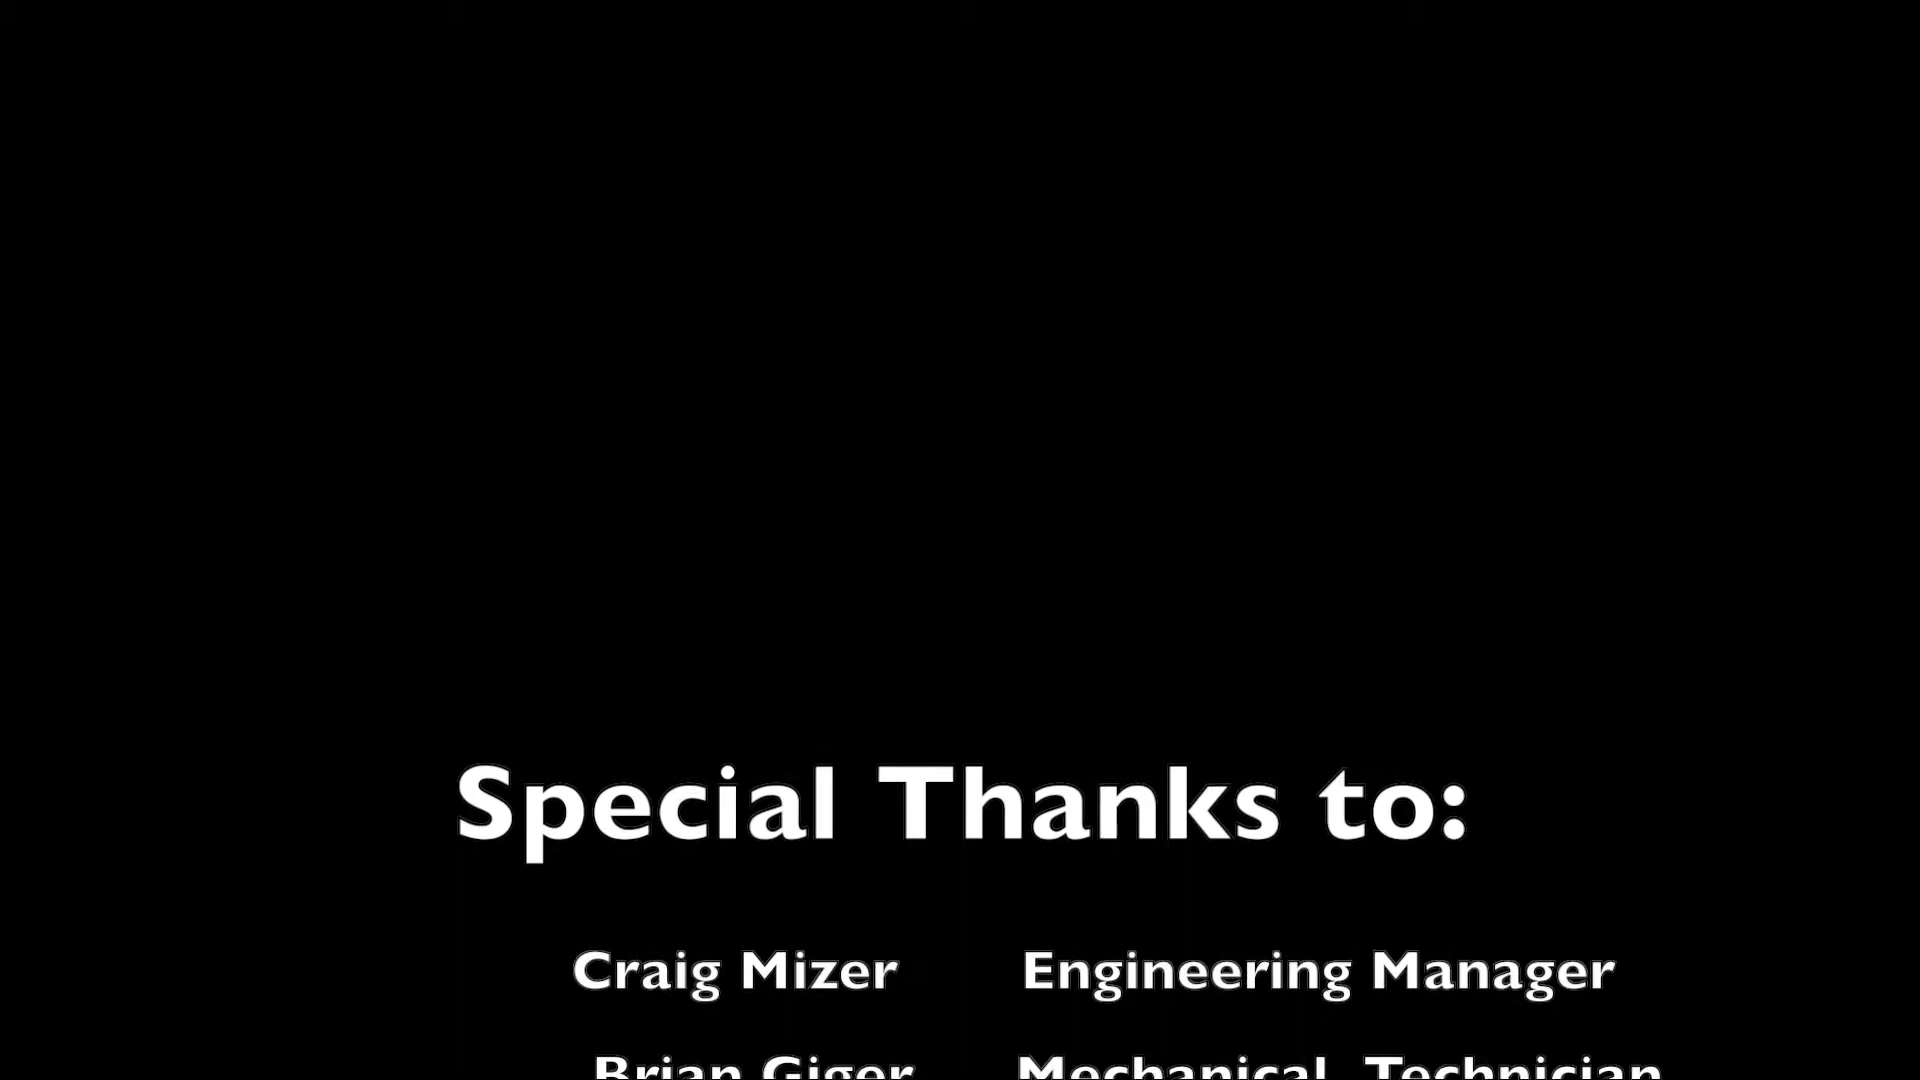 Special Thanks to:
Craig Mizer Engineering Manager
Brian Giger Mechanical Technician